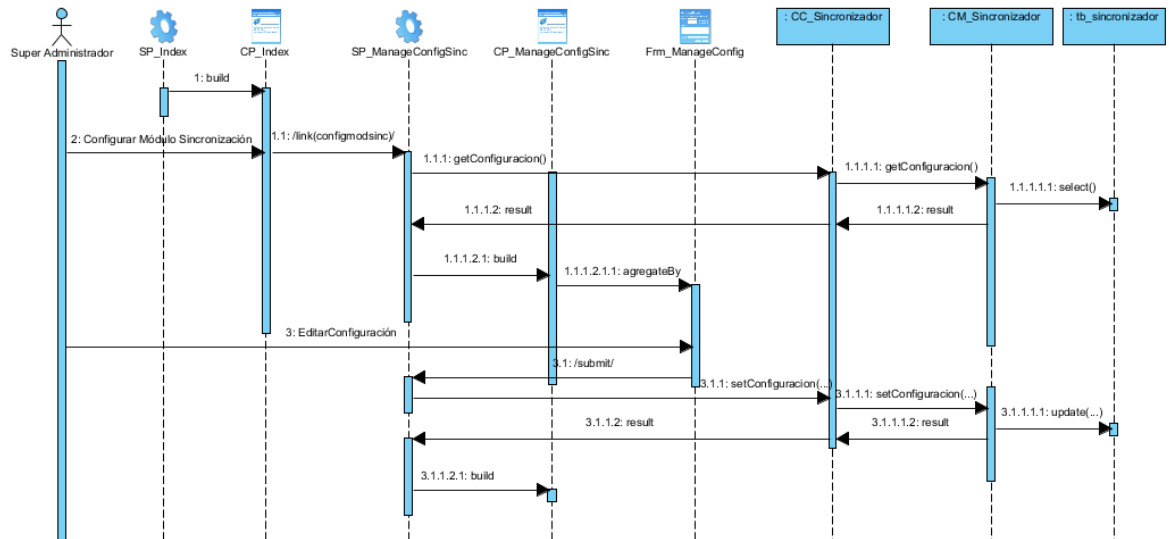 : CC_Sincronizador
: CM_Sincronizador
: tb_sincronizador
Super Administrador
SP_Index
CP_Index
SP_ManageConfigSinc
CP_ManageConfigSinc
Frm_ManageConfig
1: build
2: Configurar Módulo Sincronización
1.1: /link(configmodsinc)/
1.1.1: getConfiguracion()
1.1.1.1: getConfiguracion()
1.1.1.1.1: select()
1.1.1.2: result
1.1.1.1.2: result
1.1.1.2.1: build
1.1.1.2.1.1: agregateBy
3: EditarConfiguración
3.1: /submit/
3.1.1: setConfiguracion(...)
3.1.1.1: setConfiguracion(...)
3.1.1.1.1: update(...)
3.1.1.2: result
3.1.1.1.2: result
3.1.1.2.1: build